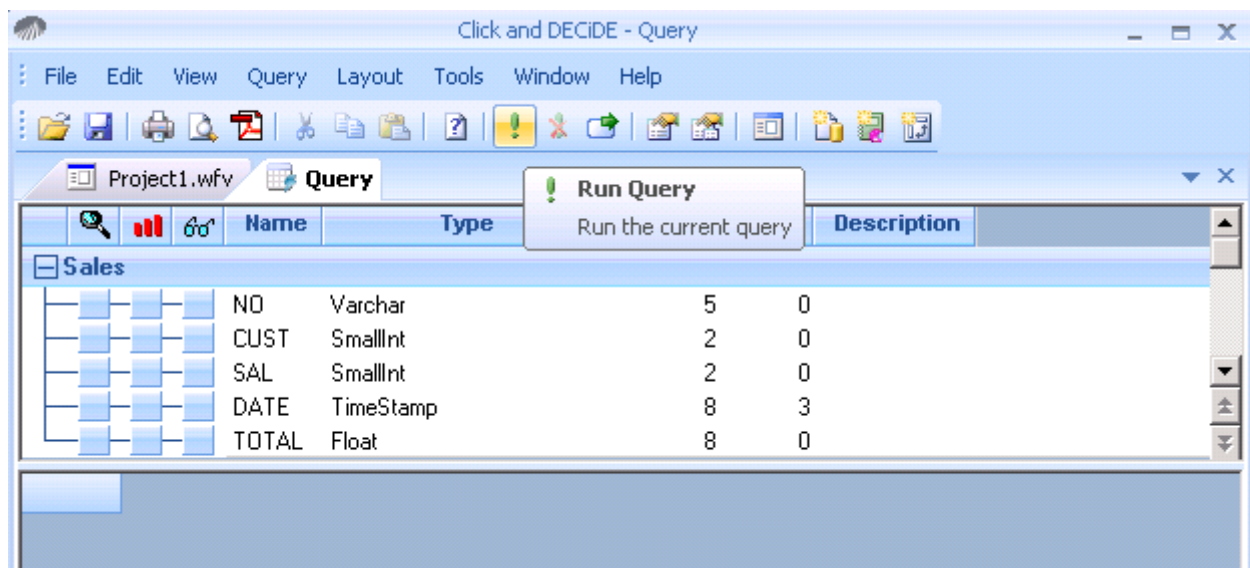 Click and DECiDE - Query
File Edit View Query Layout Tools Window Help
Project1.wfv Query
Run Query
Run the current query
Name Type Description
Sales
NO Varchar 5 0
CUST SmallInt 2 0
SAL SmallInt 2 0
DATE TimeStamp 8 3
TOTAL Float 8 0